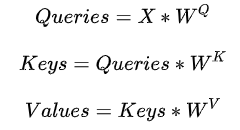 Queries = X * W^Q
Keys = Queries * W^K
Values = Keys * W^V